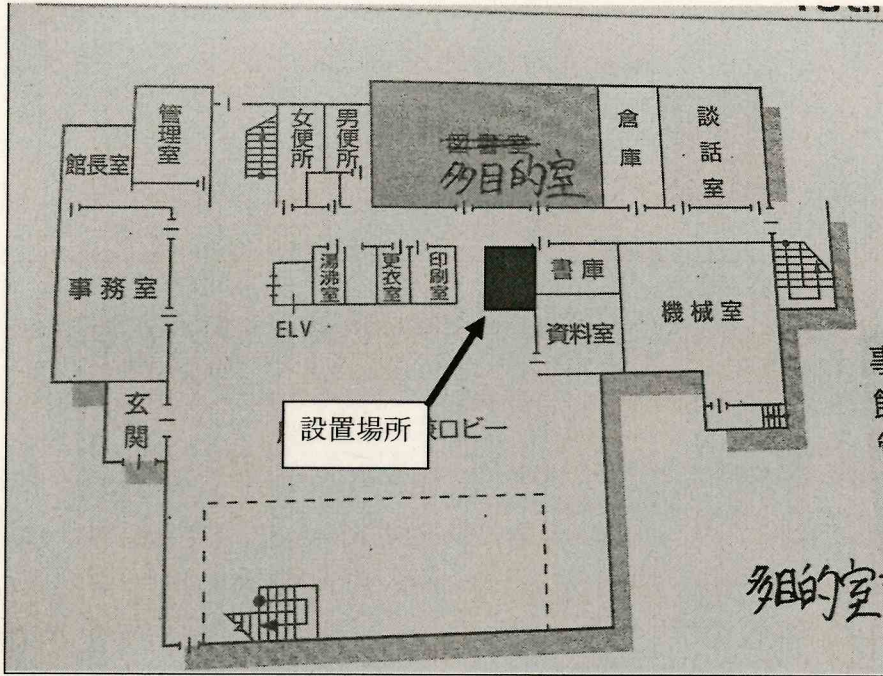 管理室
館長室
女便所
男便所
図書室
多目的室
倉庫
談話室
事務室
湯沸室
更衣室
印刷室
書庫
資料室
機械室
ELV
玄関
設置場所
ロビー
多目的室